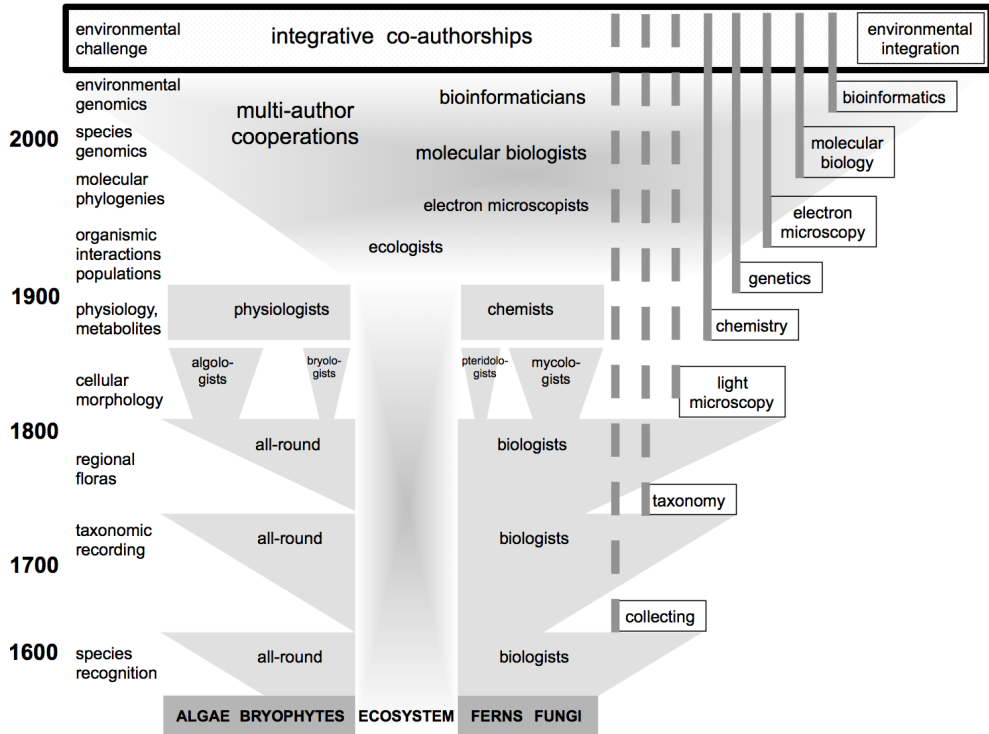 environmental
challenge
integrative co-authorships
environmental
integration
environmental
genomics
multi-author
cooperations
bioinformaticians
bioinformatics
2000
species
genomics
molecular biologists
molecular
biology
molecular
phylogenies
electron microscopists
electron
microscopy
organismic
interactions
populations
ecologists
genetics
1900
physiology,
metabolites
physiologists
chemists
chemistry
algolo-
gists
bryolo-
gists
pteridolo-
gists
mycolo-
gists
cellular
morphology
light
microscopy
1800
all-round
biologists
regional
floras
taxonomy
taxonomic
recording
all-round
biologists
1700
collecting
1600
species
recognition
all-round
biologists
ALGAE BRYOPHYTES ECOSYSTEM FERNS FUNGI